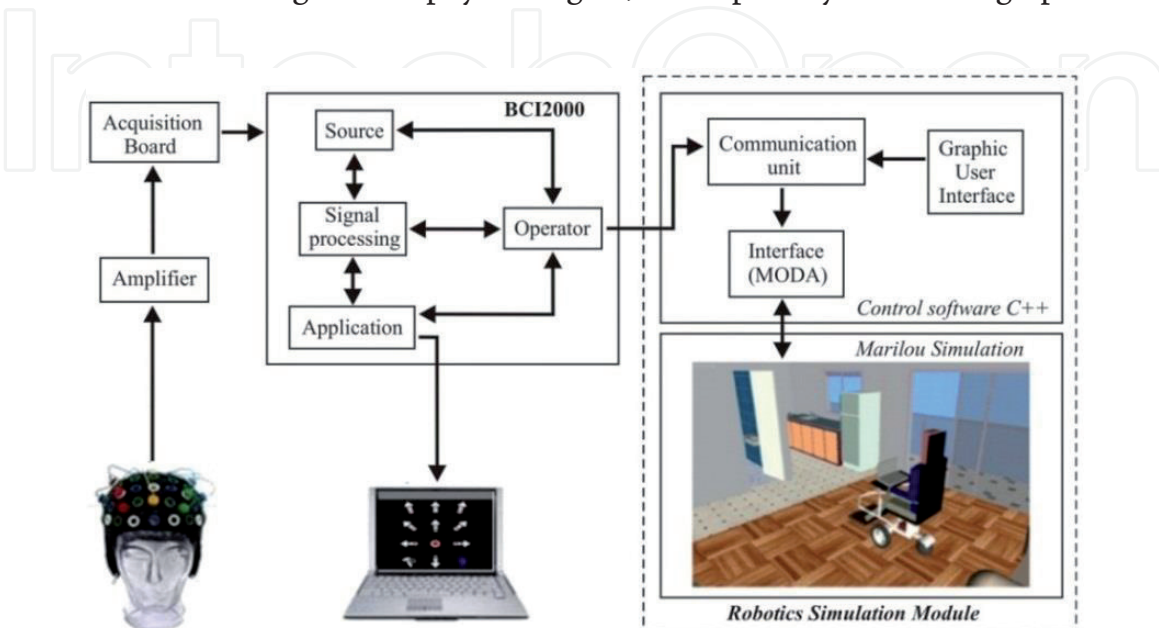 IntechOpen
Acquisition
Board
Amplifier
BCI2000
Source
Signal
processing
Operator
Application
Communication
unit
Graphic
User
Interface
Interface
(MODA)
Control software C++
Marilou Simulation
Robotics Simulation Module